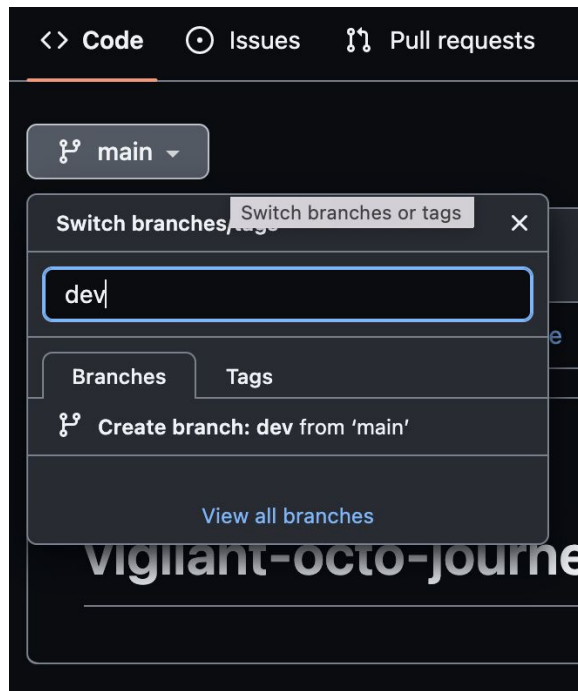 <> Code Issues Pull requests
main
Switch branches or tags
Switch branches/tags
dev
Branches Tags
Create branch: dev from ‘main’
View all branches
vigilant-octo-journe